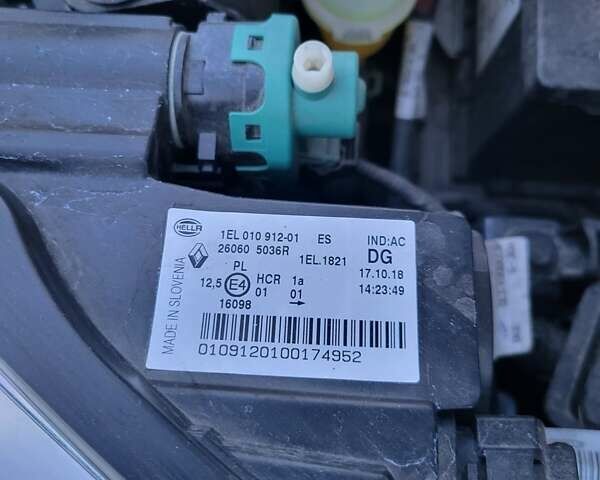 HELLA
1EL 010 912-01 ES IND:AC
26060 5036R 1EL.1821 DG
17.10.18
14:23:49
PL
12,5 E4 HCR 1a
01 01
16098
MADE IN SLOVENIA
0109120100174952